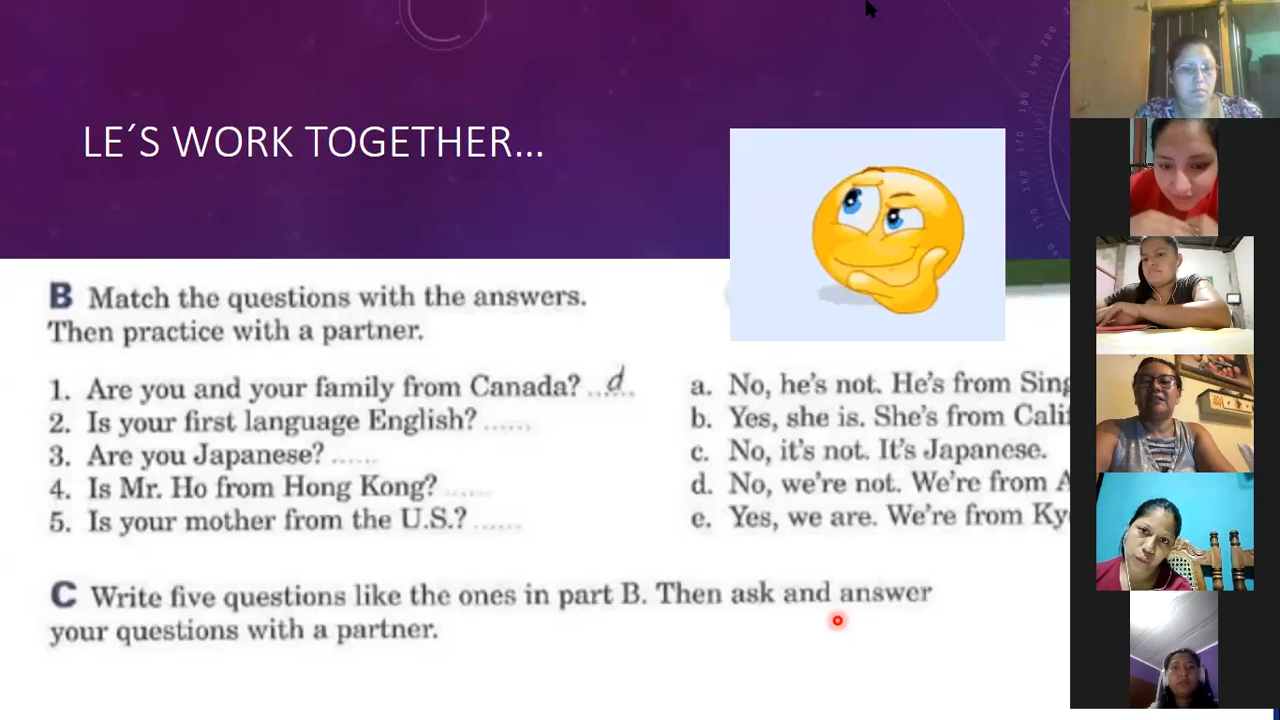 LE´S WORK TOGETHER...
B Match the questions with the answers.
Then practice with a partner.
1. Are you and your family from Canada? ...d...
2. Is your first language English? ......
3. Are you Japanese? ......
4. Is Mr. Ho from Hong Kong? ......
5. Is your mother from the U.S.? ......
a. No, he's not. He's from Sing
b. Yes, she is. She's from Calif
c. No, it's not. It's Japanese.
d. No, we're not. We're from A
e. Yes, we are. We're from Ky
C Write five questions like the ones in part B. Then ask and answer
your questions with a partner.